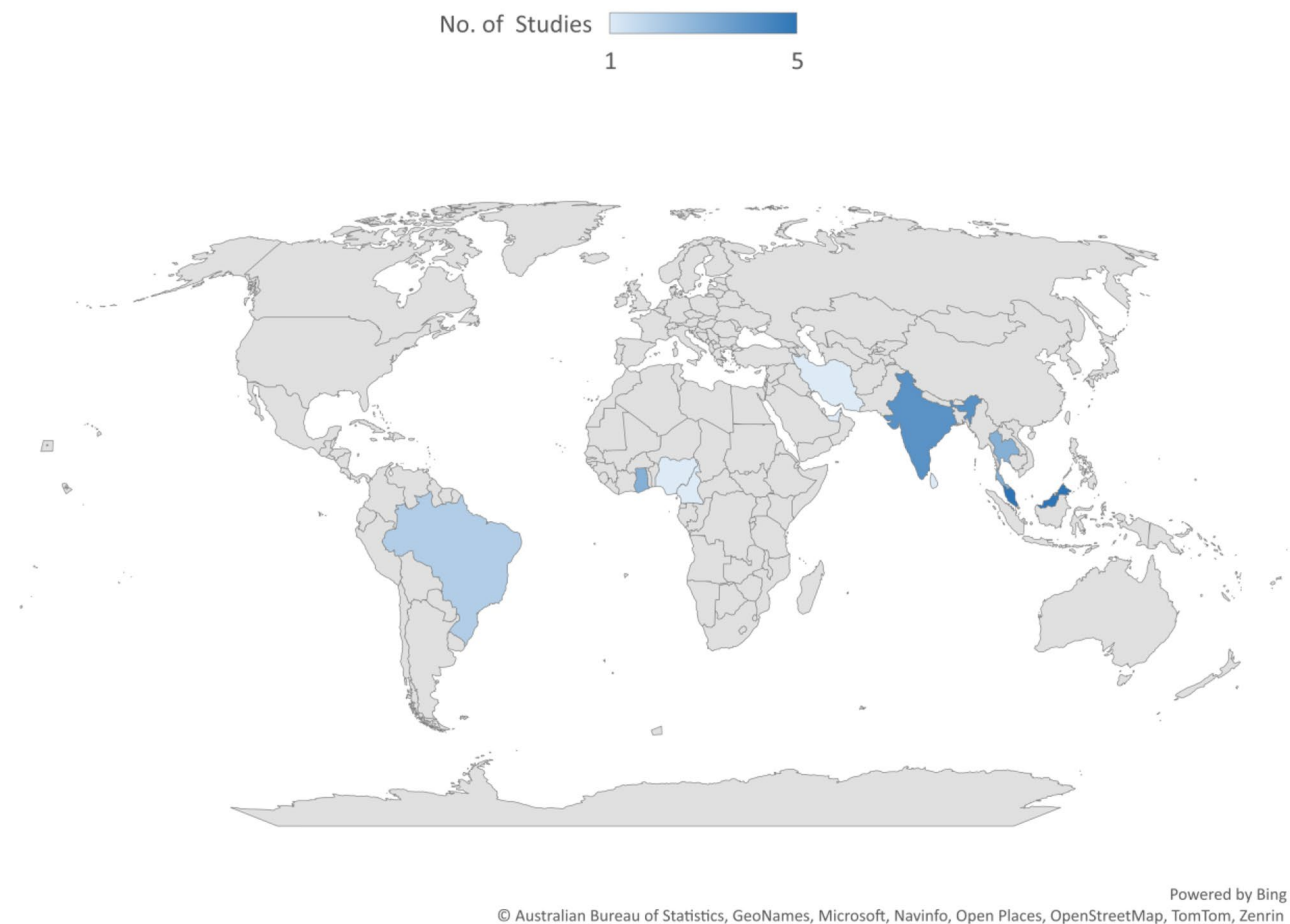 No. of Studies
1 5
Powered by Bing
© Australian Bureau of Statistics, GeoNames, Microsoft, Navinfo, Open Places, OpenStreetMap, TomTom, Zenrin